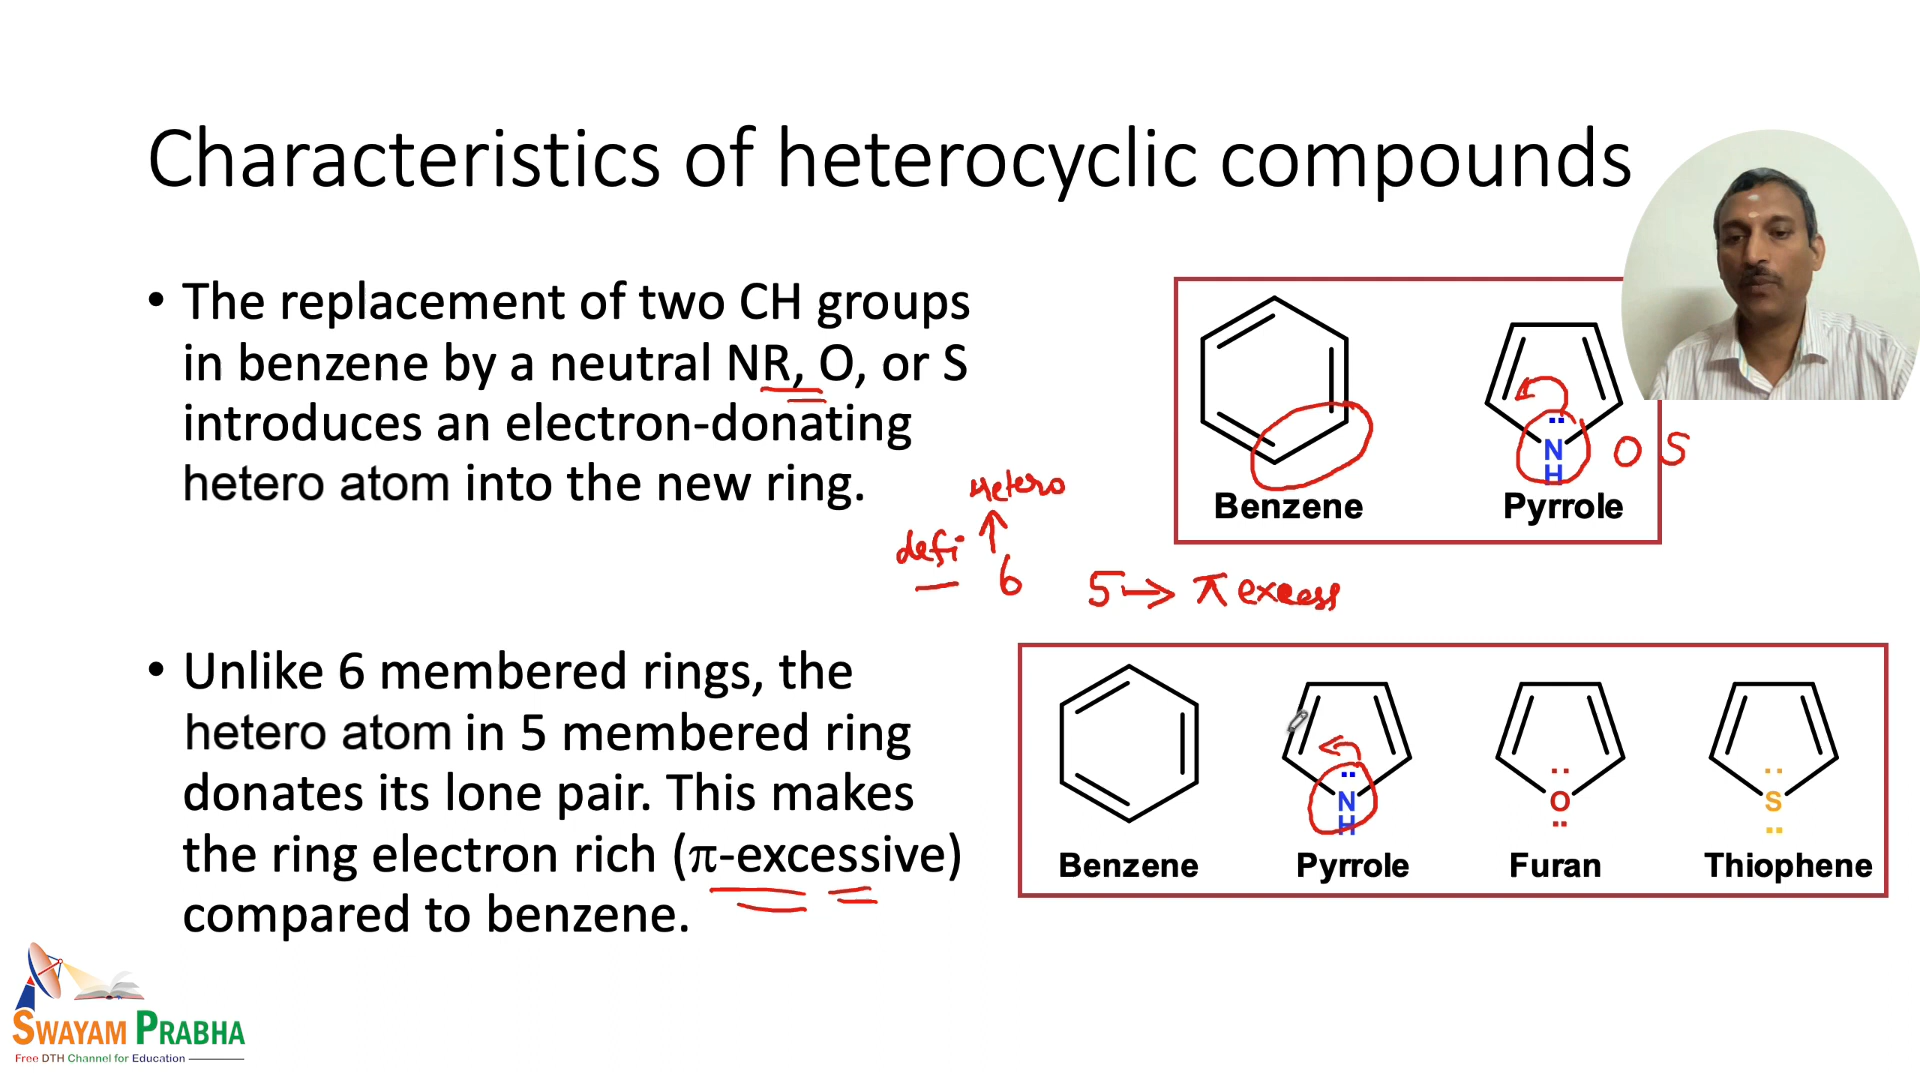 Characteristics of heterocyclic compounds
• The replacement of two CH groups
in benzene by a neutral NR, O, or S
introduces an electron-donating
hetero atom into the new ring.
N
H
O S
Benzene
Pyrrole
Hetero
defi
6
5 → π excess
• Unlike 6 membered rings, the
hetero atom in 5 membered ring
donates its lone pair. This makes
the ring electron rich (π-excessive)
compared to benzene.
N
H
O
S
Benzene
Pyrrole
Furan
Thiophene
SWAYAM PRABHA
Free DTH Channel for Education